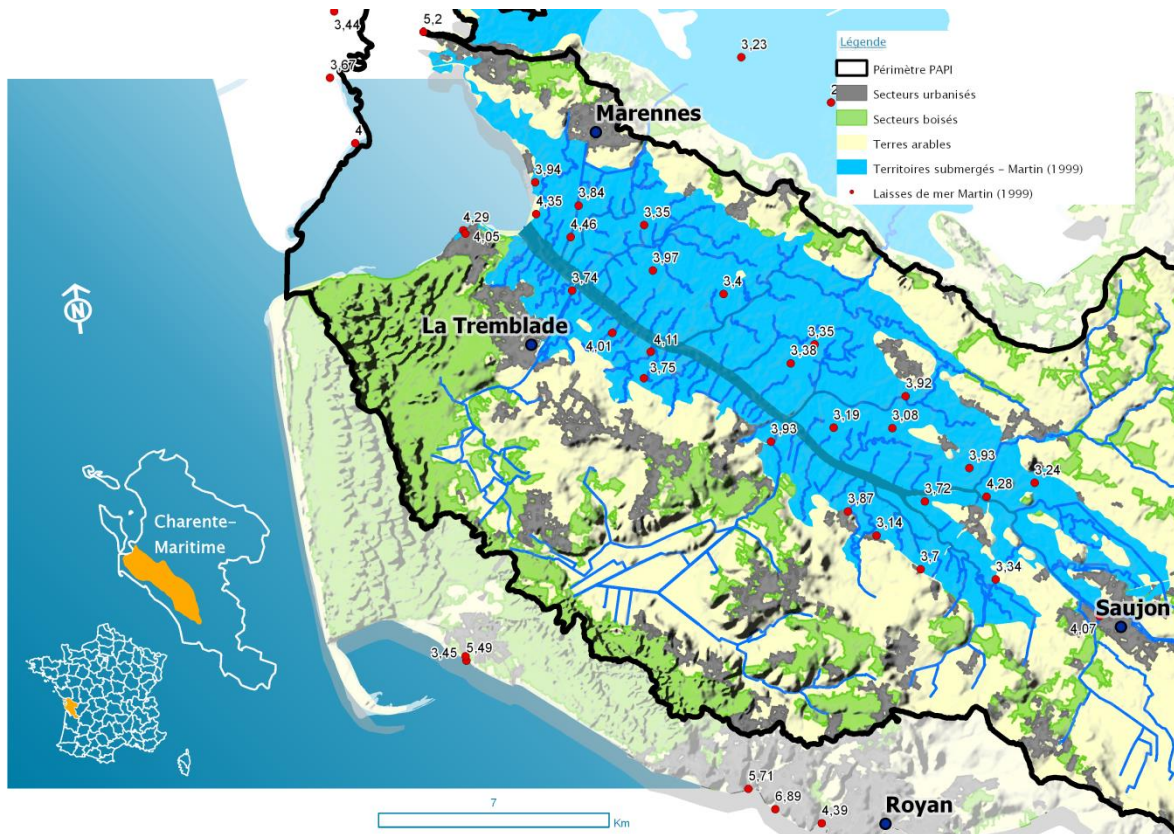 5,2
3,44
3,23
3,67
Légende
Périmètre PAPI
Secteurs urbanisés
Secteurs boisés
Terres arables
Territoires submergés – Martin (1999)
Laisses de mer Martin (1999)
2
Marennes
4
3,94
3,84
4,35
3,35
4,29
4,05
4,46
3,97
3,74
3,4
N
La Tremblade
4,01
4,11
3,35
3,38
3,75
3,92
3,19
3,08
3,93
3,93
3,24
4,28
3,72
3,87
3,14
Charente-
Maritime
3,7
3,34
Saujon
4,07
3,45
5,49
5,71
6,89
4,39
Royan
7
Km